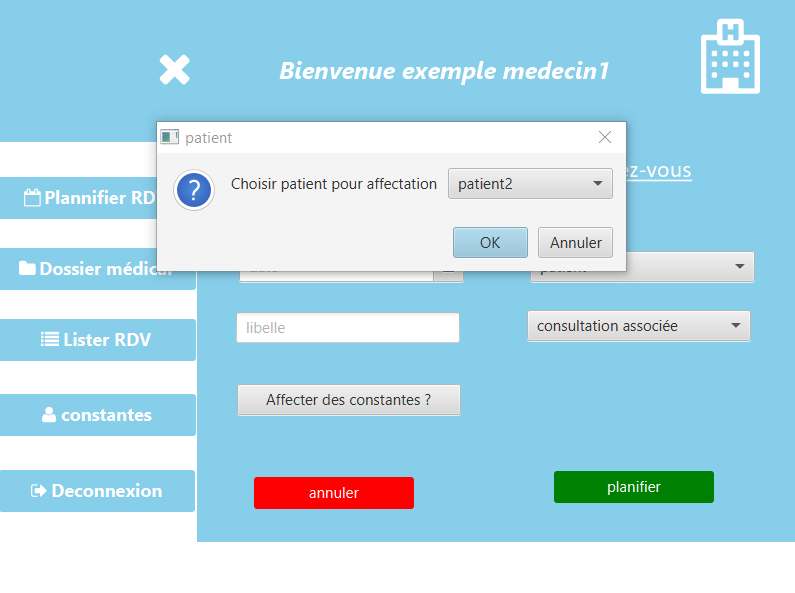 H
Bienvenue exemple medecin1
patient
ez-vous
Choisir patient pour affectation
patient2
?
Plannifier RD
OK
Annuler
Dossier médical
patient
libelle
consultation associée
Lister RDV
Affecter des constantes ?
constantes
annuler
planifier
Deconnexion